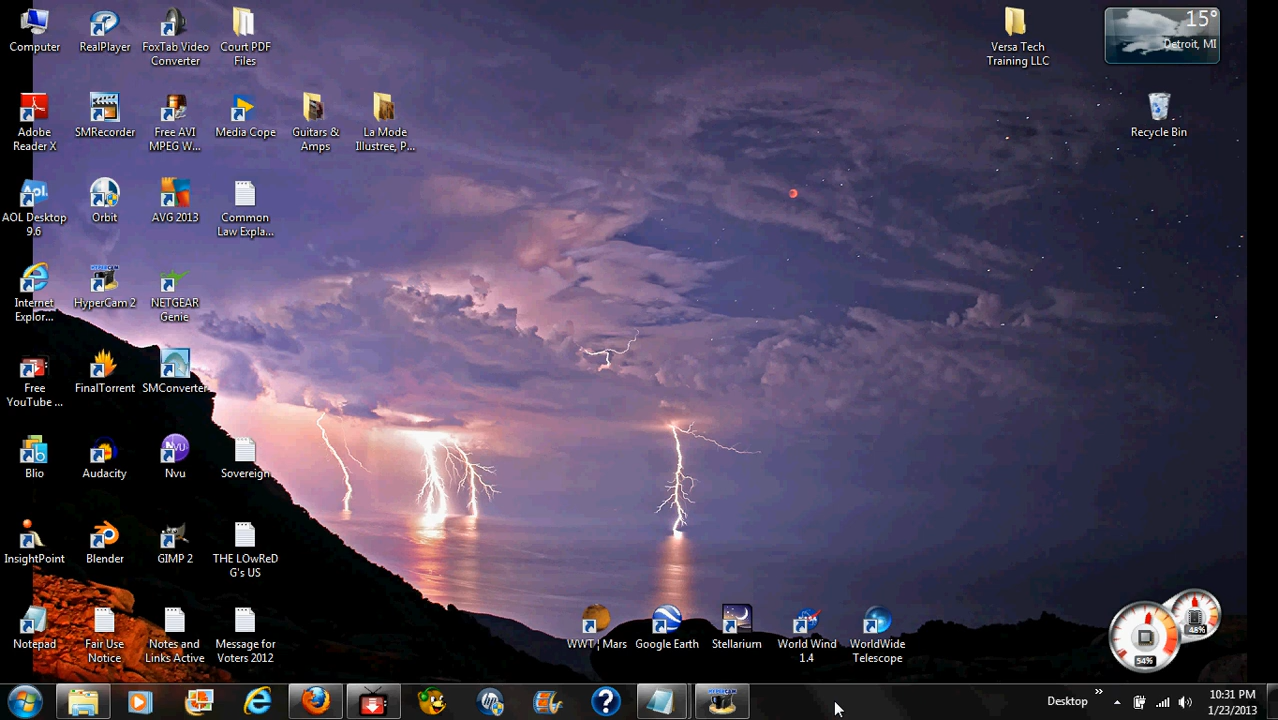 Computer
RealPlayer
FoxTab Video
Converter
Court PDF
Files
Versa Tech
Training LLC
15°
Detroit, MI
Adobe
Reader X
SMRecorder
Free AVI
MPEG W...
Media Cope
Guitars &
Amps
La Mode
Illustree, P...
Recycle Bin
AOL Desktop
9.6
Orbit
AVG 2013
Common
Law Expla...
Internet
Explor...
HyperCam 2
NETGEAR
Genie
Free
YouTube ...
FinalTorrent
SMConverter
Blio
Audacity
Nvu
Sovereign
InsightPoint
Blender
GIMP 2
THE LOwReD
G's US
Notepad
Fair Use
Notice
Notes and
Links Active
Message for
Voters 2012
WWT ¦ Mars
Google Earth
Stellarium
World Wind
1.4
WorldWide
Telescope
48%
54%
Desktop
10:31 PM
1/23/2013